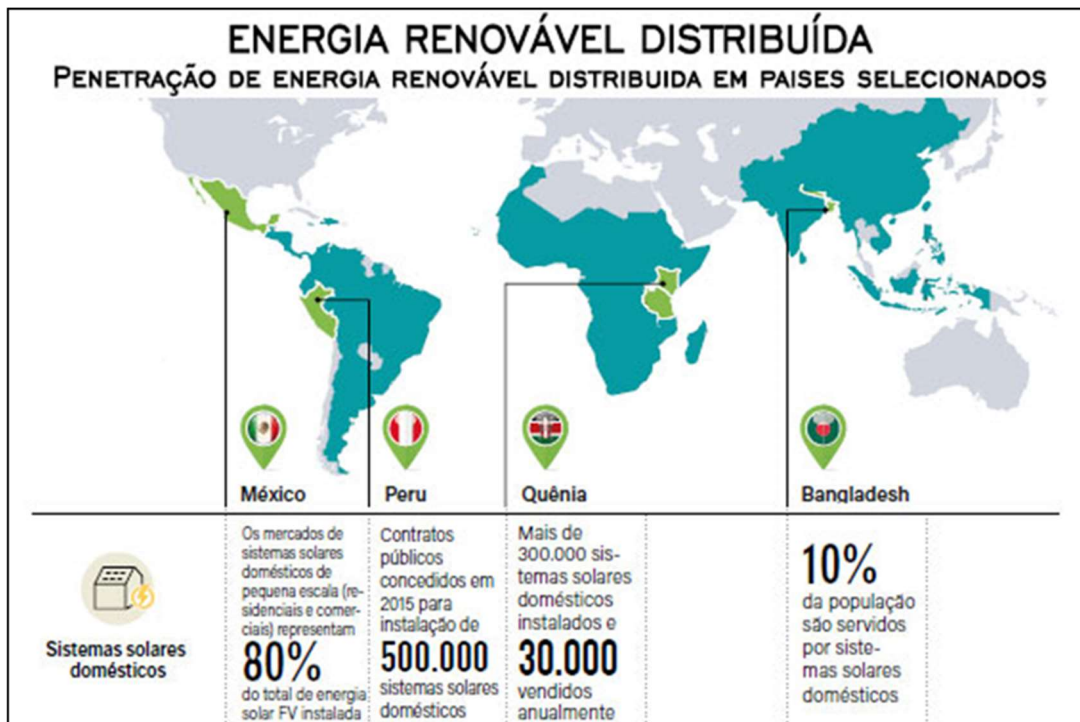 ENERGIA RENOVÁVEL DISTRIBUÍDA
PENETRAÇÃO DE ENERGIA RENOVÁVEL DISTRIBUIDA EM PAISES SELECIONADOS
México
Peru
Quênia
Bangladesh
Sistemas solares
domésticos
Os mercados de
sistemas solares
domésticos de
pequena escala (re-
sidenciais e comer-
ciais) representam
80%
do total de energia
solar FV instalada
Contratos
públicos
concedidos em
2015 para
instalação de
500.000
sistemas solares
domésticos
Mais de
300.000 sis-
temas solares
domésticos
instalados e
30.000
vendidos
anualmente
10%
da população
são servidos
por siste-
mas solares
domésticos